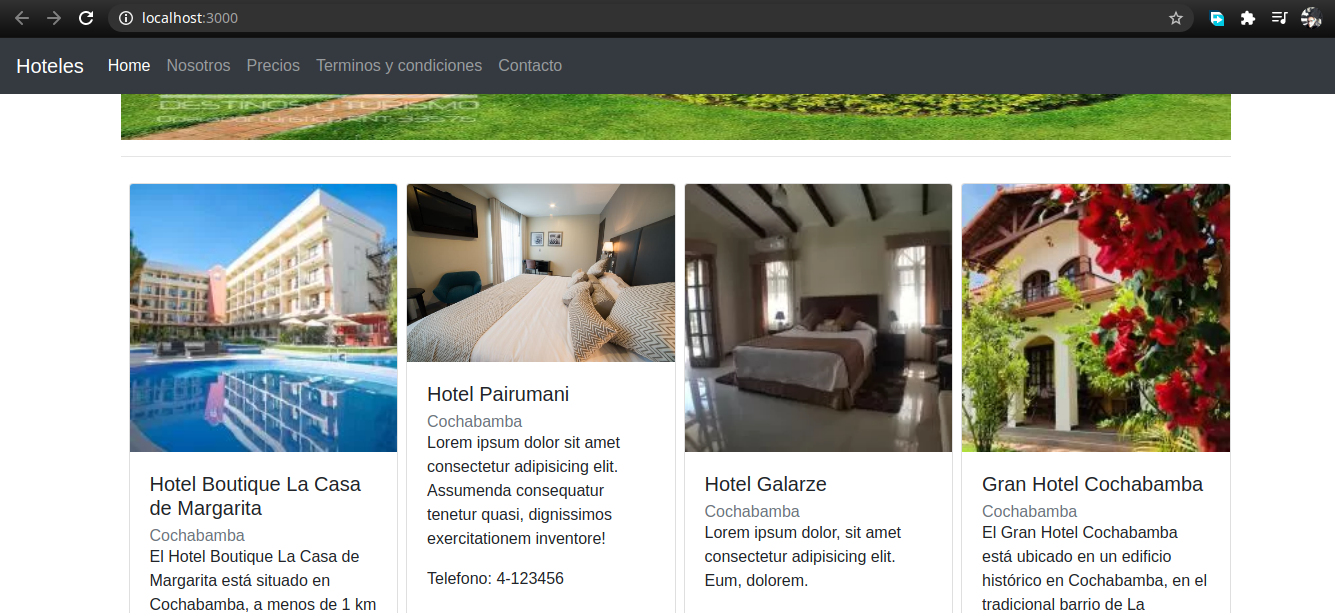 localhost:3000
Hoteles Home Nosotros Precios Terminos y condiciones Contacto
DESTINOS y TURISMO
Hotel Boutique La Casa
de Margarita
Cochabamba
El Hotel Boutique La Casa de
Margarita está situado en
Cochabamba, a menos de 1 km
Hotel Pairumani
Cochabamba
Lorem ipsum dolor sit amet
consectetur adipisicing elit.
Assumenda consequatur
tenetur quasi, dignissimos
exercitationem inventore!
Telefono: 4-123456
Hotel Galarze
Cochabamba
Lorem ipsum dolor, sit amet
consectetur adipisicing elit.
Eum, dolorem.
Gran Hotel Cochabamba
Cochabamba
El Gran Hotel Cochabamba
está ubicado en un edificio
histórico en Cochabamba, en el
tradicional barrio de La